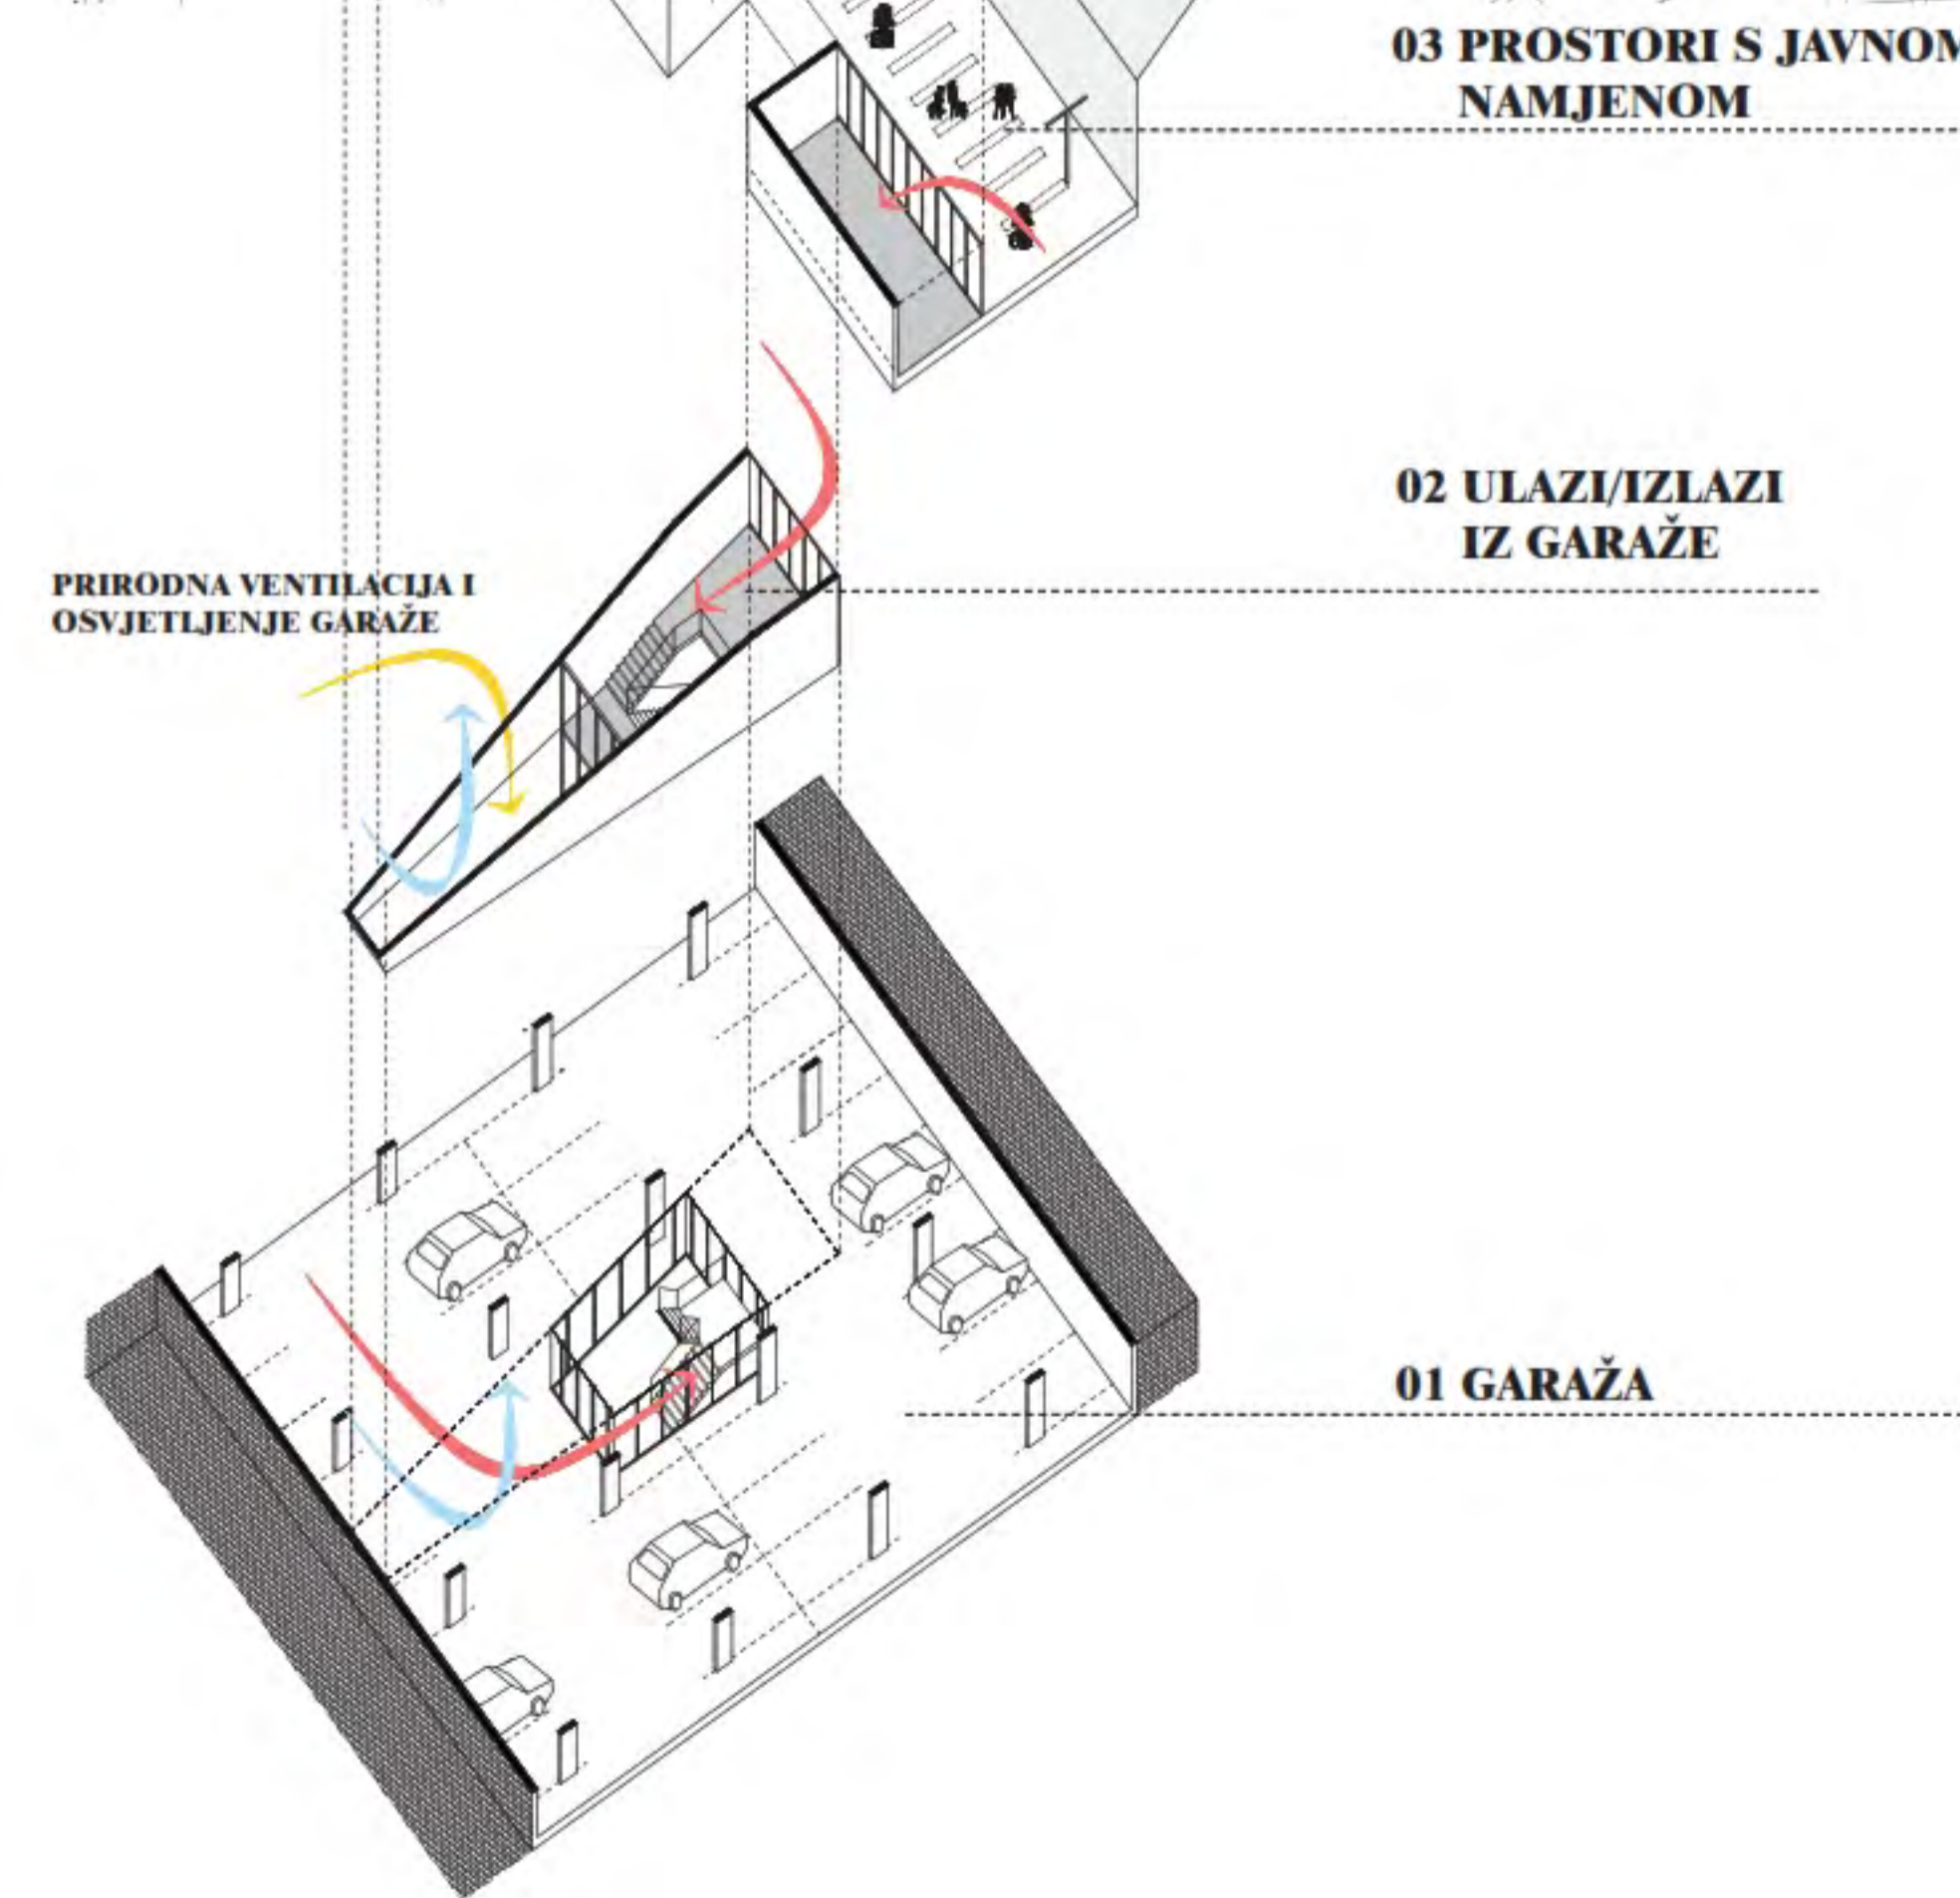 03 PROSTORI S JAVNOM
NAMJENOM
02 ULAZI/IZLAZI
IZ GARAŽE
PRIRODNA VENTILACIJA I
OSVJETLJENJE GARAŽE
01 GARAŽA